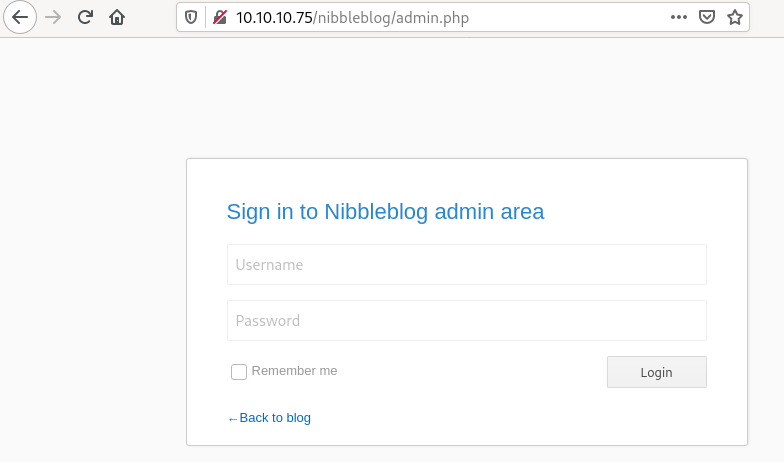 10.10.10.75/nibbleblog/admin.php
Sign in to Nibbleblog admin area
Username
Password
Remember me
Login
←Back to blog